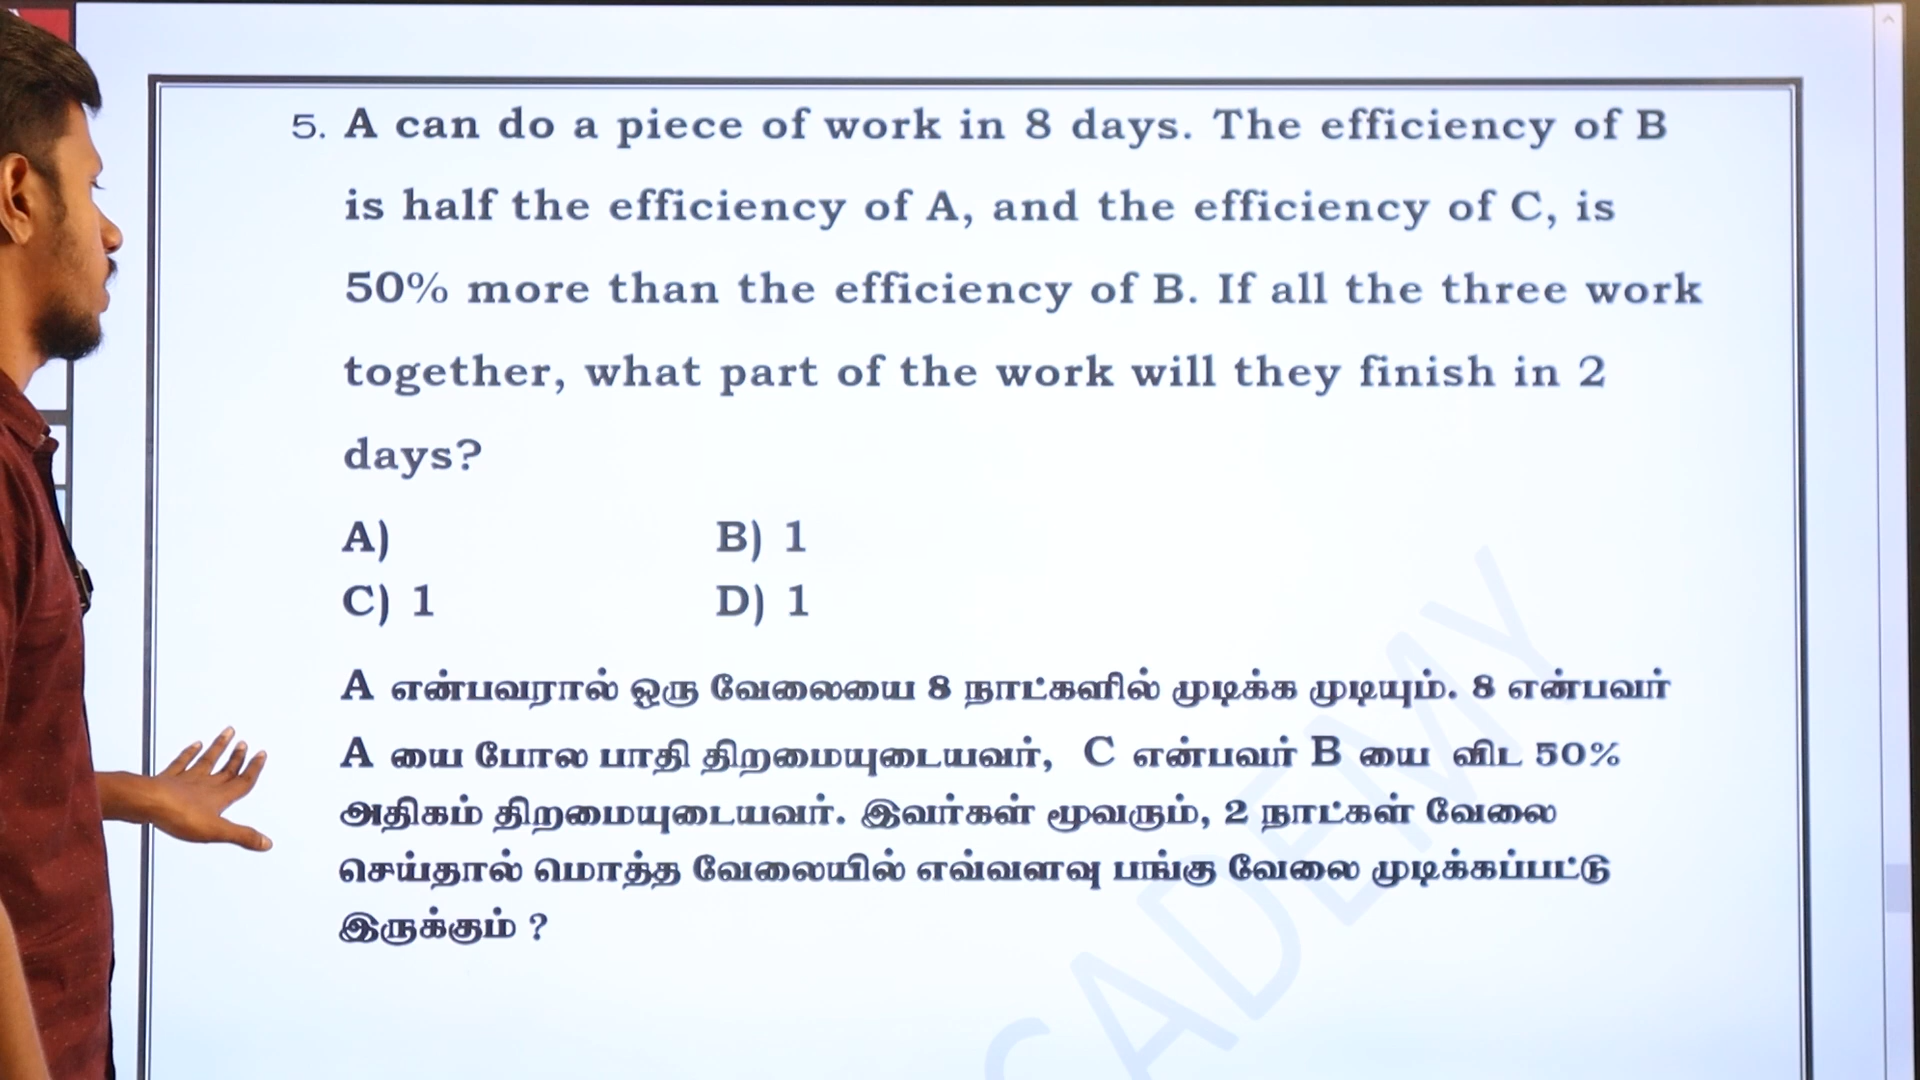 5. A can do a piece of work in 8 days. The efficiency of B
is half the efficiency of A, and the efficiency of C, is
50% more than the efficiency of B. If all the three work
together, what part of the work will they finish in 2
days?
A) B) 1
C) 1 D) 1
A என்பவரால் ஒரு வேலையை 8 நாட்களில் முடிக்க முடியும். 8 என்பவர்
A யை போல பாதி திறமையுடையவர், C என்பவர் B யை விட 50%
அதிகம் திறமையுடையவர். இவர்கள் மூவரும், 2 நாட்கள் வேலை
செய்தால் மொத்த வேலையில் எவ்வளவு பங்கு வேலை முடிக்கப்பட்டு
இருக்கும் ?
CADEMY